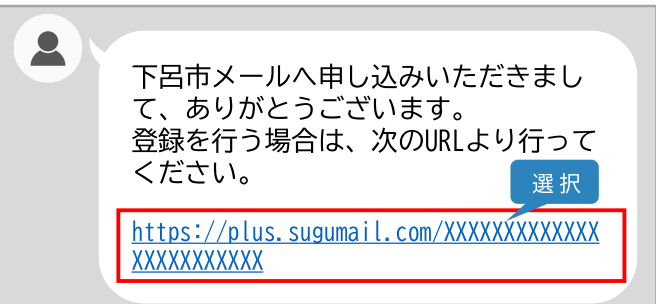 下呂市メールへ申し込みいただきまし
て、ありがとうございます。
登録を行う場合は、次のURLより行って
ください。
選択
https://plus.sugumail.com/XXXXXXXXXXXXX
XXXXXXXXXXX